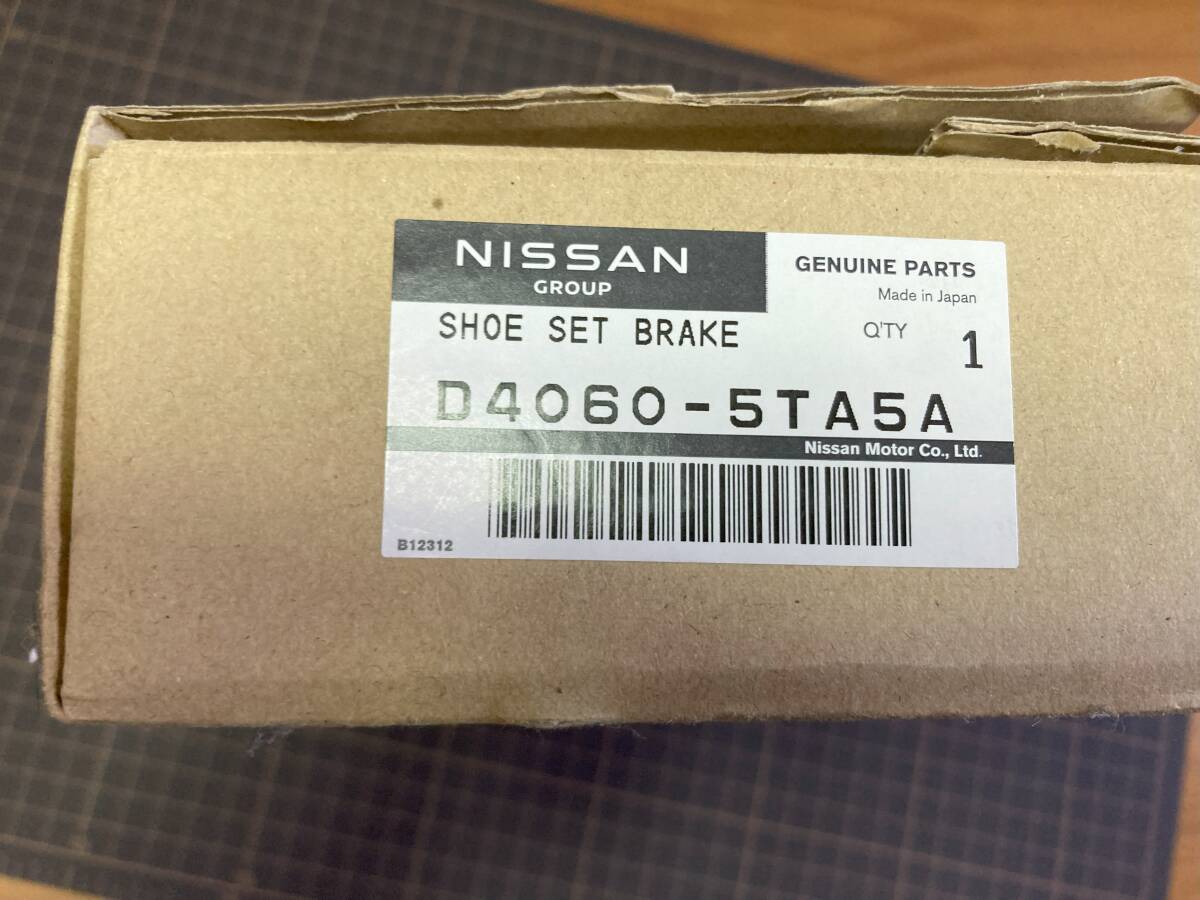 NISSAN
GROUP
GENUINE PARTS
Made in Japan
SHOE SET BRAKE
Q'TY 1
D4060-5TA5A
Nissan Motor Co., Ltd.
B12312